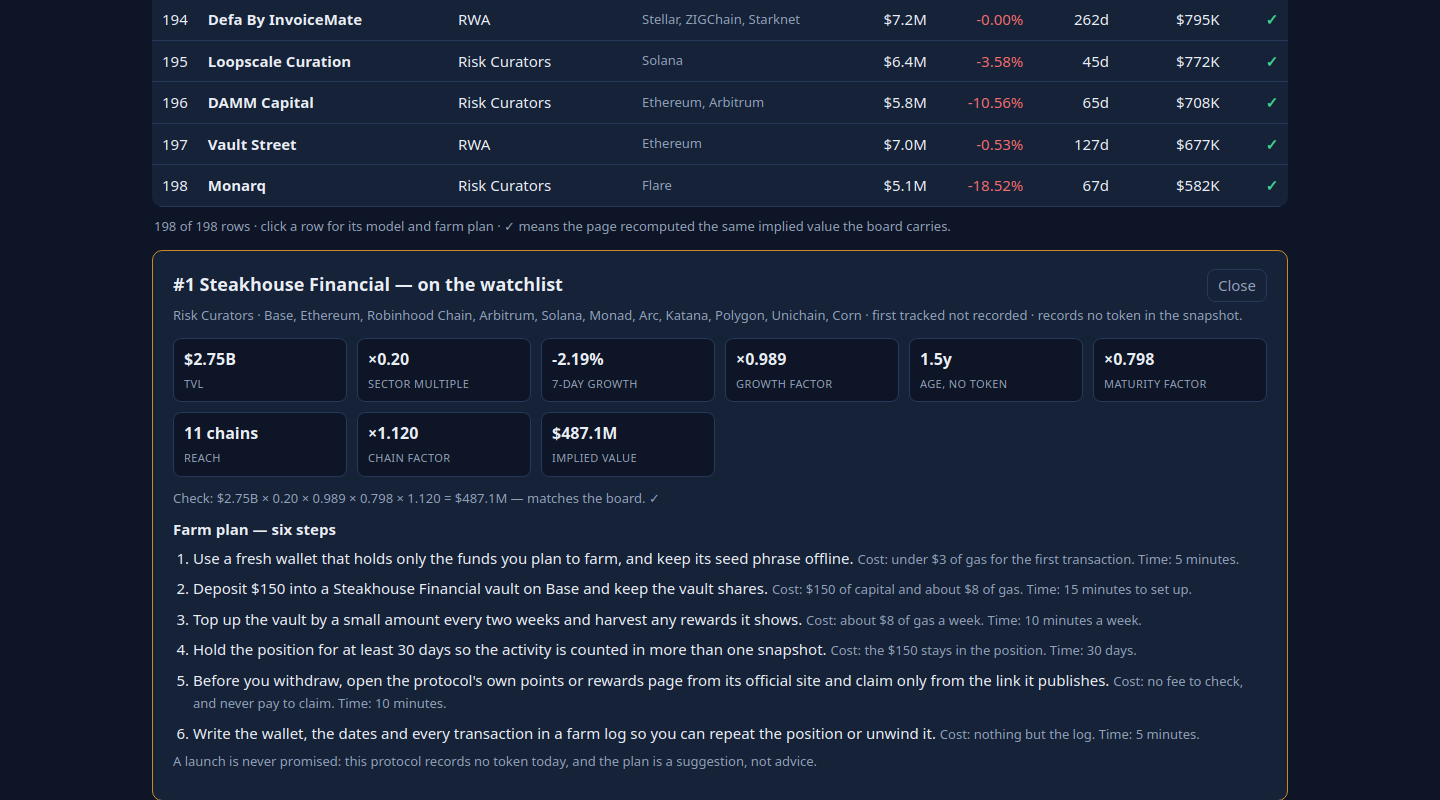 194 Defa By InvoiceMate RWA Stellar, ZIGChain, Starknet $7.2M -0.00% 262d $795K ✓
195 Loopscale Curation Risk Curators Solana $6.4M -3.58% 45d $772K ✓
196 DAMM Capital Risk Curators Ethereum, Arbitrum $5.8M -10.56% 65d $708K ✓
197 Vault Street RWA Ethereum $7.0M -0.53% 127d $677K ✓
198 Monarq Risk Curators Flare $5.1M -18.52% 67d $582K ✓
198 of 198 rows · click a row for its model and farm plan · ✓ means the page recomputed the same implied value the board carries.
#1 Steakhouse Financial — on the watchlist Close
Risk Curators · Base, Ethereum, Robinhood Chain, Arbitrum, Solana, Monad, Arc, Katana, Polygon, Unichain, Corn · first tracked not recorded · records no token in the snapshot.
$2.75B ×0.20 -2.19% ×0.989 1.5y ×0.798
TVL SECTOR MULTIPLE 7-DAY GROWTH GROWTH FACTOR AGE, NO TOKEN MATURITY FACTOR
11 chains ×1.120 $487.1M
REACH CHAIN FACTOR IMPLIED VALUE
Check: $2.75B × 0.20 × 0.989 × 0.798 × 1.120 = $487.1M — matches the board. ✓
Farm plan — six steps
1. Use a fresh wallet that holds only the funds you plan to farm, and keep its seed phrase offline. Cost: under $3 of gas for the first transaction. Time: 5 minutes.
2. Deposit $150 into a Steakhouse Financial vault on Base and keep the vault shares. Cost: $150 of capital and about $8 of gas. Time: 15 minutes to set up.
3. Top up the vault by a small amount every two weeks and harvest any rewards it shows. Cost: about $8 of gas a week. Time: 10 minutes a week.
4. Hold the position for at least 30 days so the activity is counted in more than one snapshot. Cost: the $150 stays in the position. Time: 30 days.
5. Before you withdraw, open the protocol's own points or rewards page from its official site and claim only from the link it publishes. Cost: no fee to check,
and never pay to claim. Time: 10 minutes.
6. Write the wallet, the dates and every transaction in a farm log so you can repeat the position or unwind it. Cost: nothing but the log. Time: 5 minutes.
A launch is never promised: this protocol records no token today, and the plan is a suggestion, not advice.